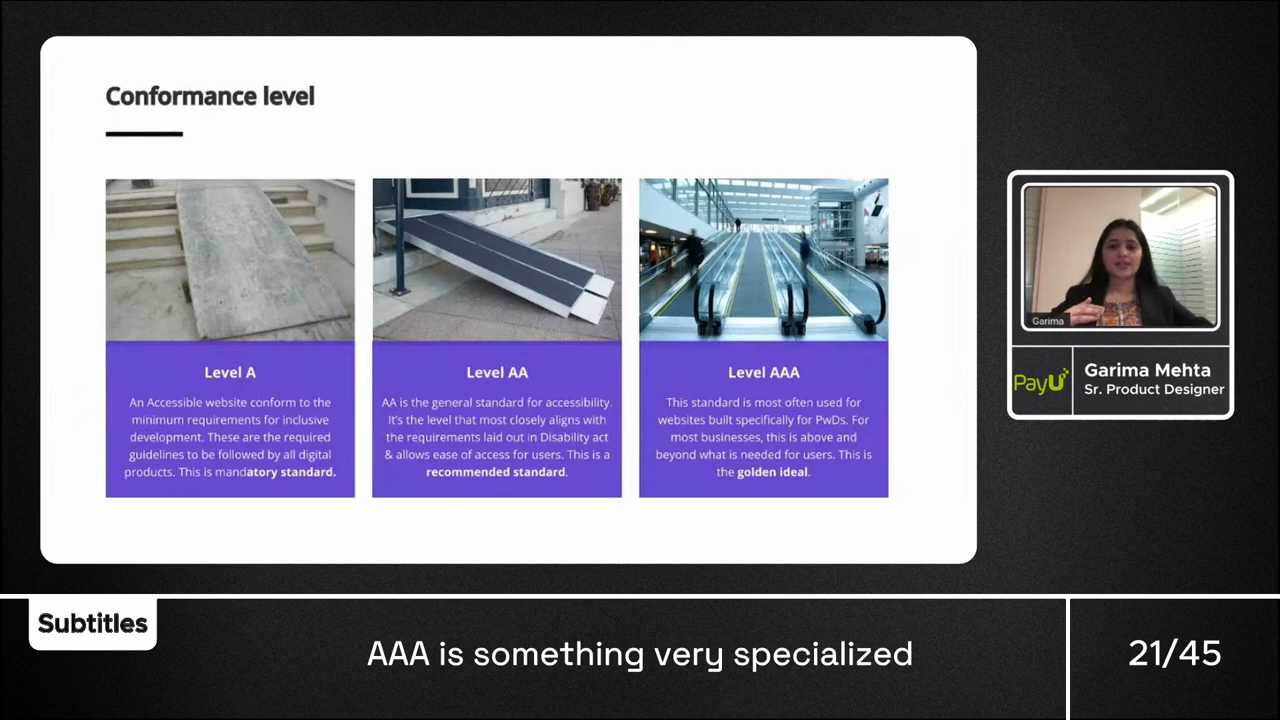 Conformance level
Level A
An Accessible website conform to the
minimum requirements for inclusive
development. These are the required
guidelines to be followed by all digital
products. This is mandatory standard.
Level AA
AA is the general standard for accessibility.
It's the level that most closely aligns with
the requirements laid out in Disability act
& allows ease of access for users. This is a
recommended standard.
Level AAA
This standard is most often used for
websites built specifically for PwDs. For
most businesses, this is above and
beyond what is needed for users. This is
the golden ideal.
Garima
PayU
Garima Mehta
Sr. Product Designer
Subtitles
AAA is something very specialized
21/45